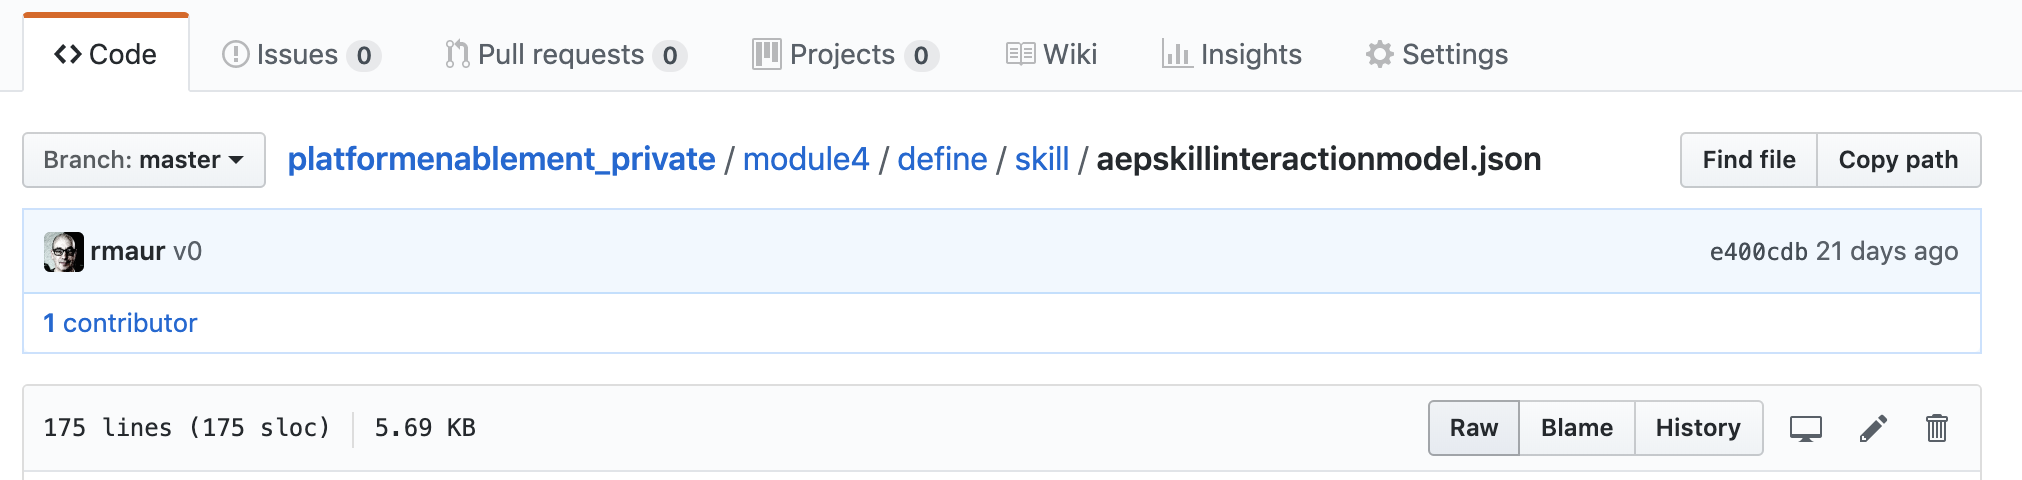 Code Issues 0 Pull requests 0 Projects 0 Wiki Insights Settings
Branch: master platformenablement_private / module4 / define / skill / aepskillinteractionmodel.json Find file Copy path
rmaur v0 e400cdb 21 days ago
1 contributor
175 lines (175 sloc) 5.69 KB Raw Blame History